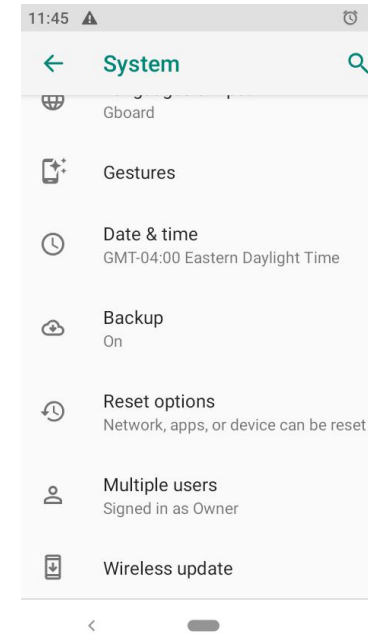 11:45
System
Gboard
Gestures
Date & time
GMT-04:00 Eastern Daylight Time
Backup
On
Reset options
Network, apps, or device can be reset
Multiple users
Signed in as Owner
Wireless update